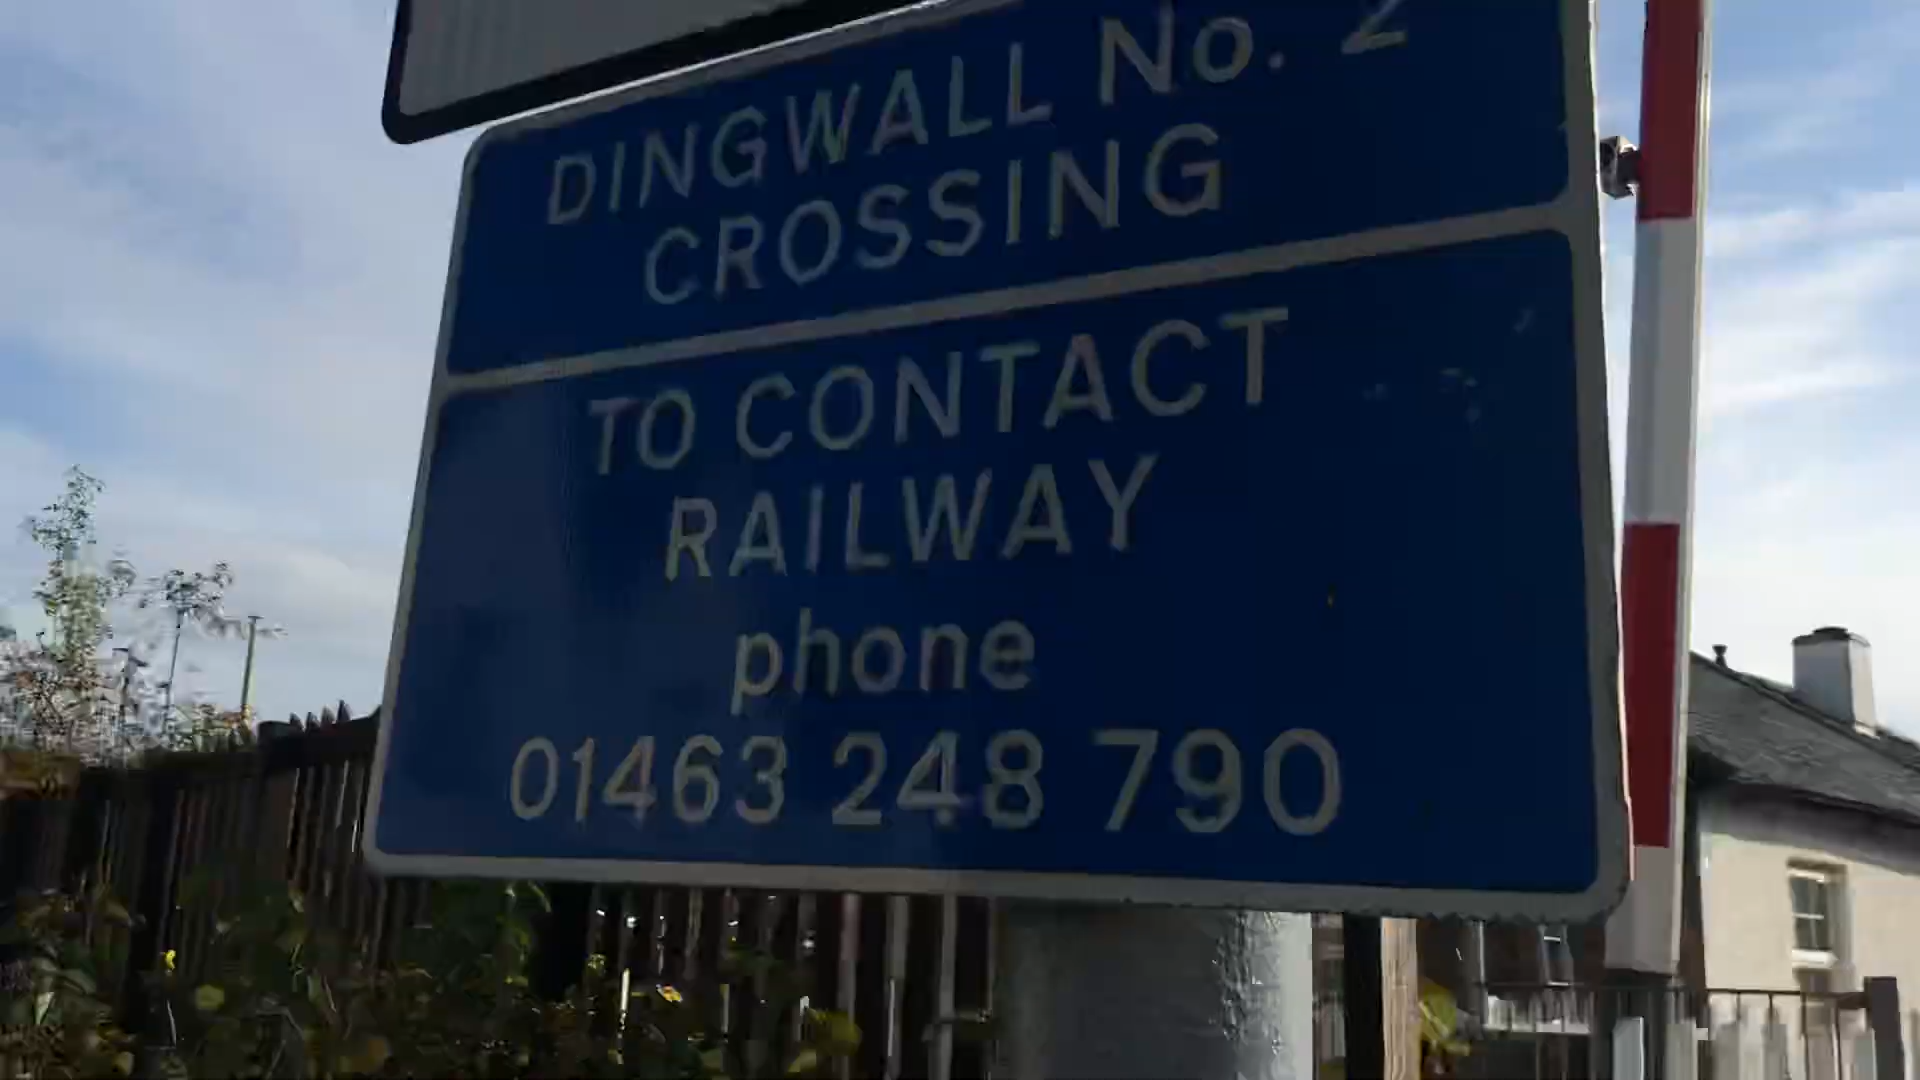 DINGWALL No. 2
CROSSING
TO CONTACT
RAILWAY
phone
01463 248 790